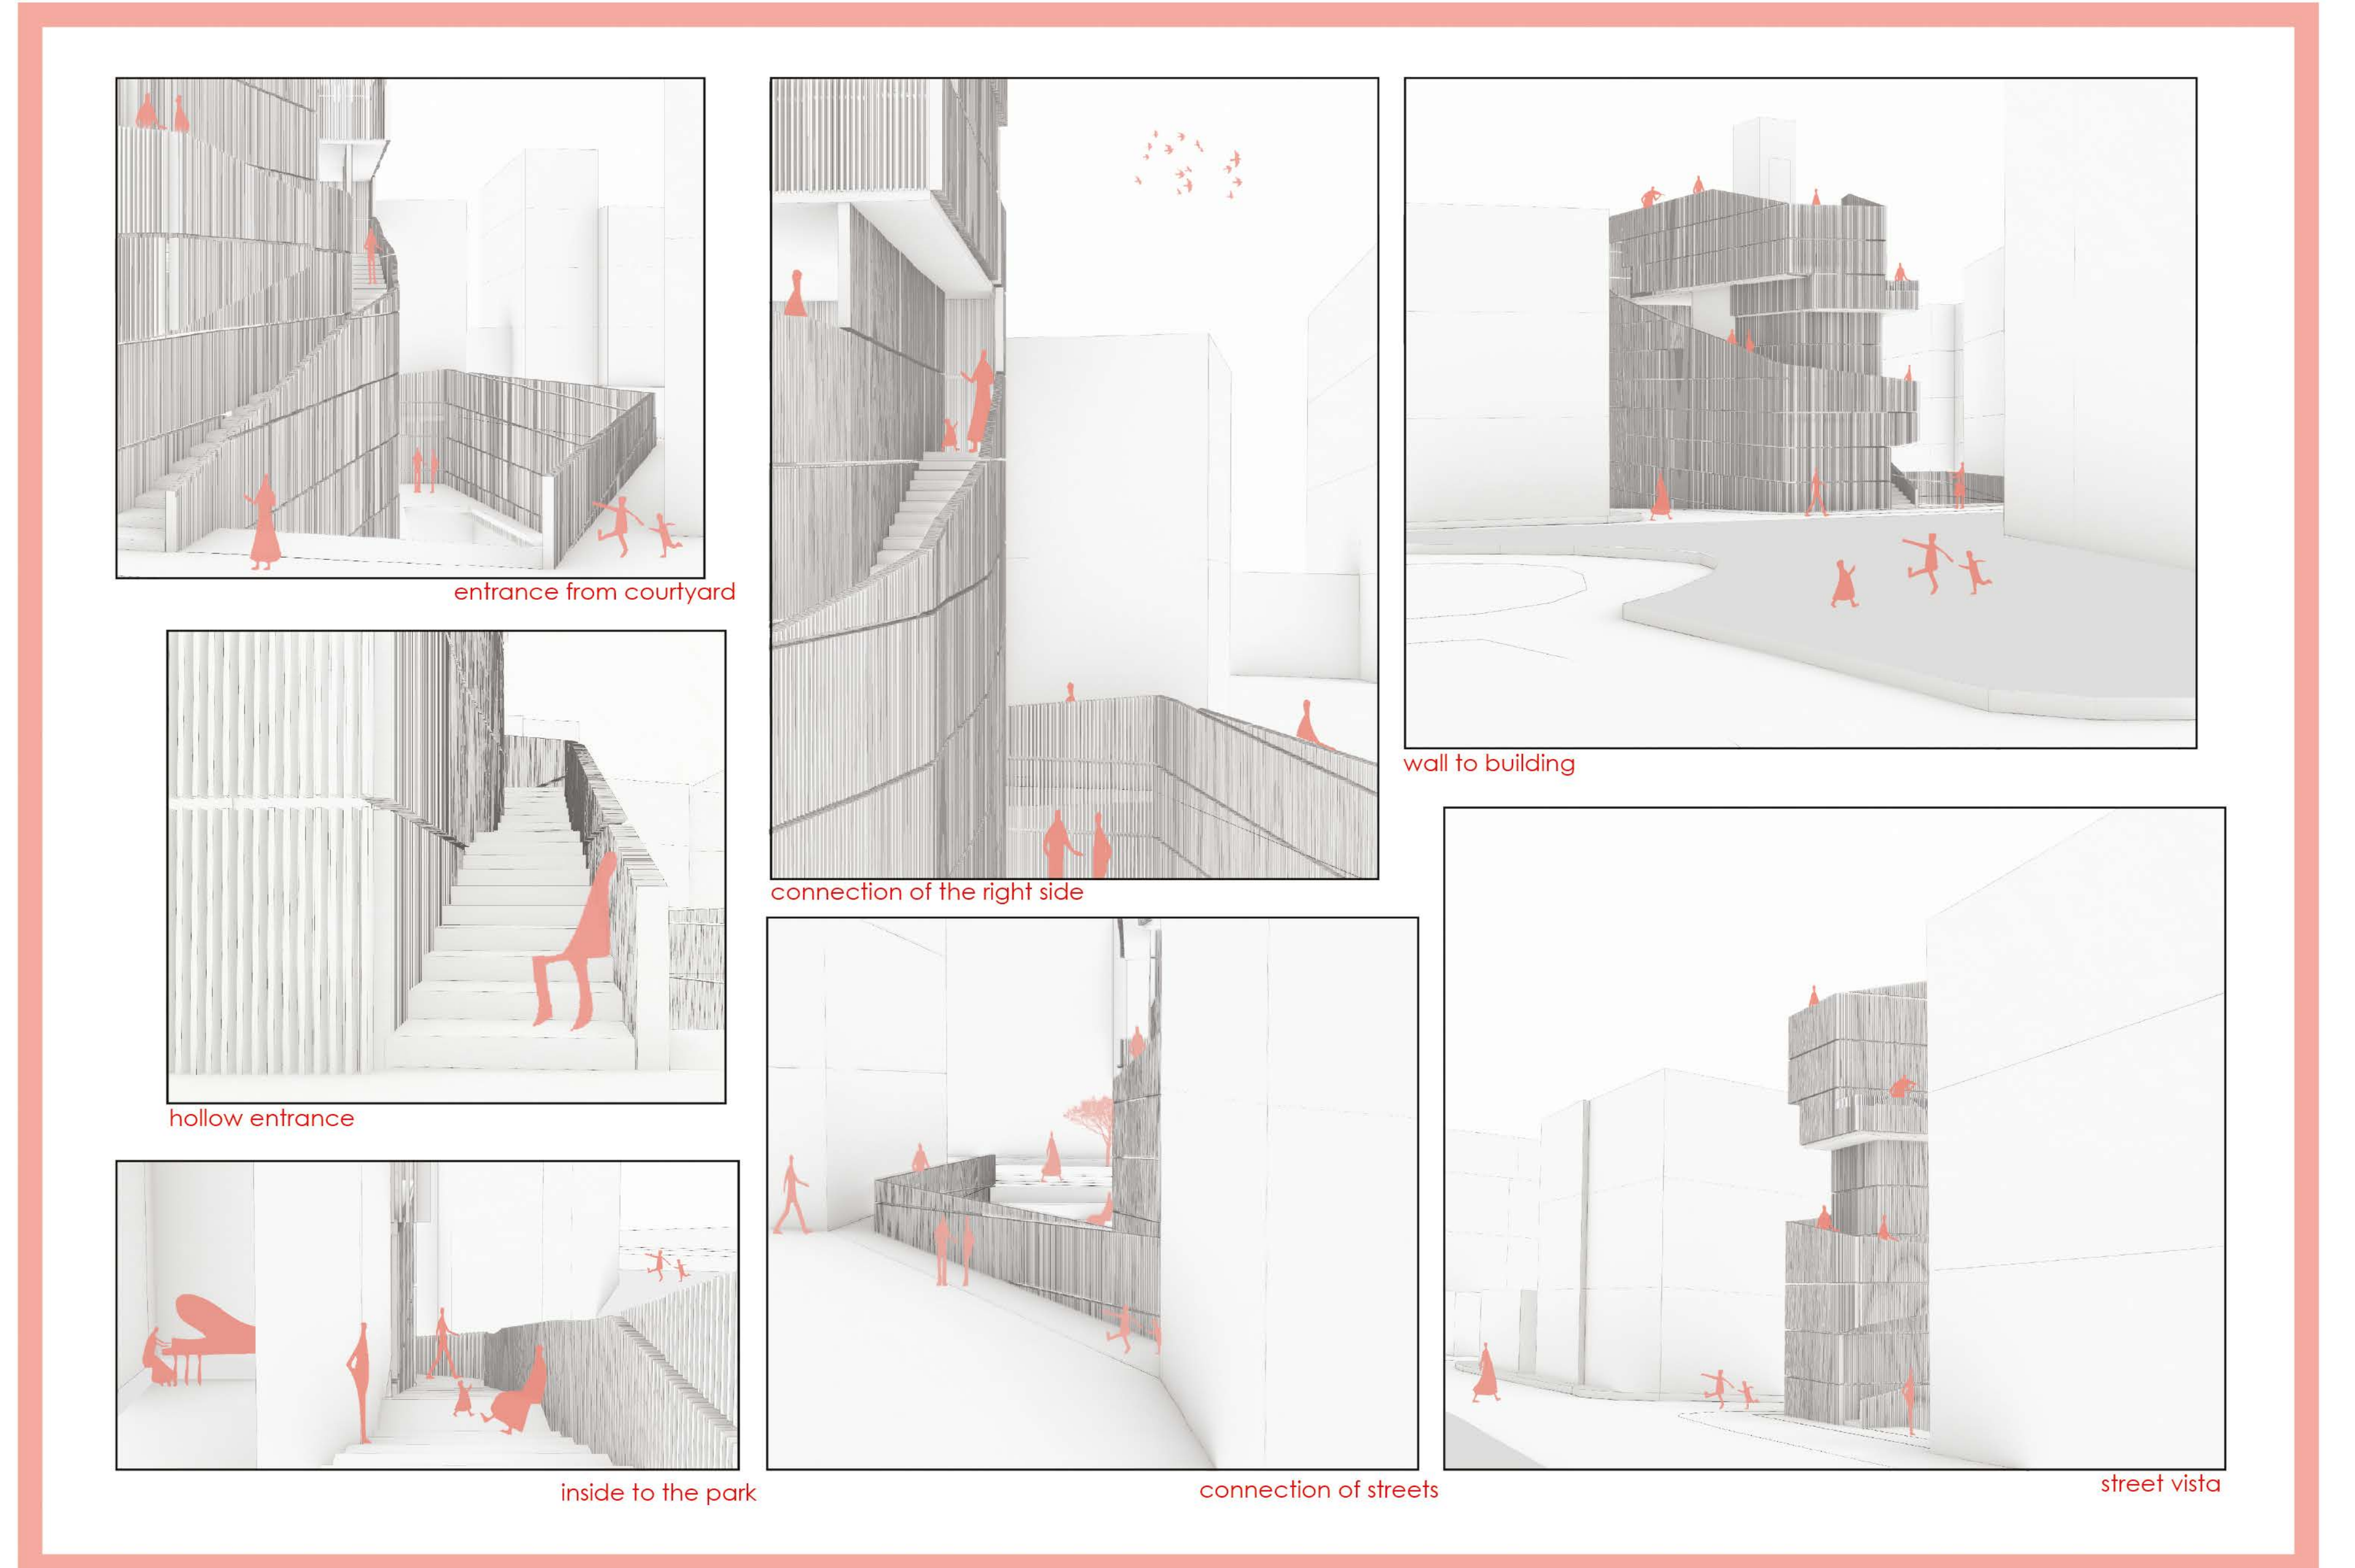 entrance from courtyard
connection of the right side
wall to building
hollow entrance
inside to the park
connection of streets
street vista